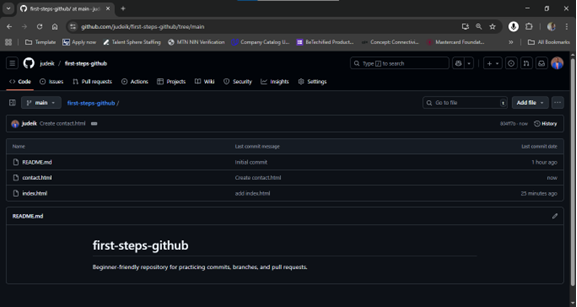 first-steps-github/ at main · jude
github.com/judeik/first-steps-github/tree/main
Template
Apply now
Talent Sphere Staffing
MTN NIN Verification
Company Catalog U...
BeTechified Product...
Concept Connectio...
Mastercard Foundat...
All Bookmarks
judeik / first-steps-github
Type / to search
Code
Issues
Pull requests
Actions
Projects
Wiki
Security
Insights
Settings
main
first-steps-github /
Go to file
t
Add file
judeik Create contact.html
now
History
Name Last commit message Last commit date
README.md Initial commit 1 hour ago
contact.html Create contact.html now
index.html add index.html 25 minutes ago
README.md
first-steps-github
Beginner-friendly repository for practicing commits, branches, and pull requests.